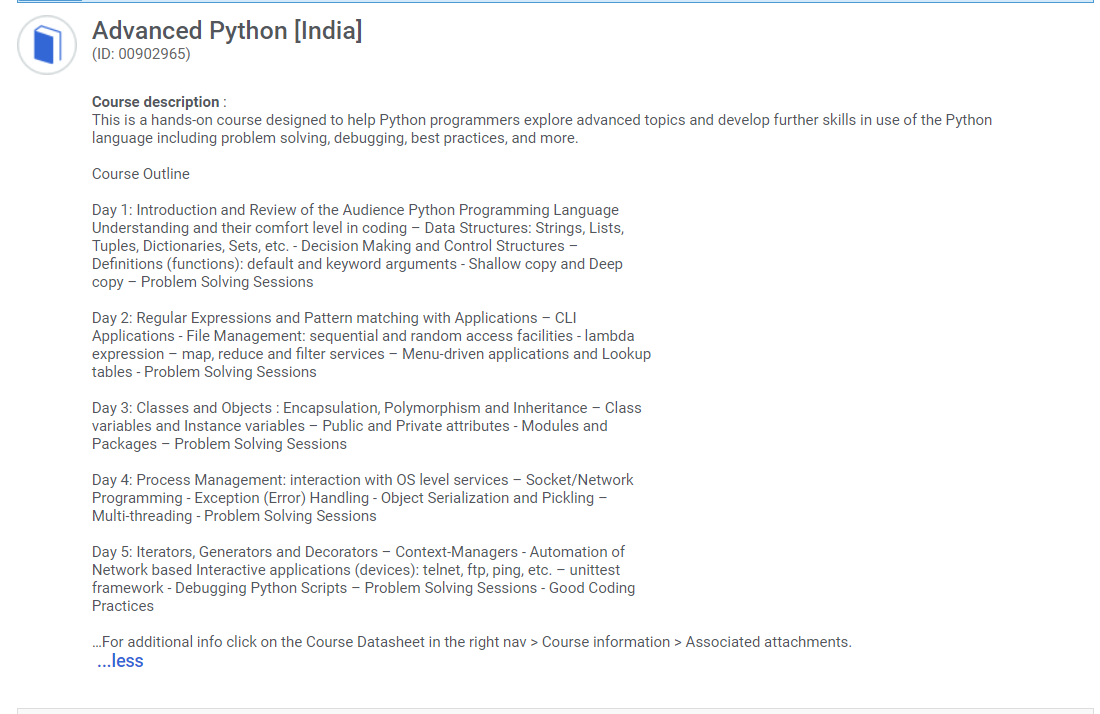 Advanced Python [India]
(ID: 00902965)
Course description :
This is a hands-on course designed to help Python programmers explore advanced topics and develop further skills in use of the Python
language including problem solving, debugging, best practices, and more.
Course Outline
Day 1: Introduction and Review of the Audience Python Programming Language
Understanding and their comfort level in coding – Data Structures: Strings, Lists,
Tuples, Dictionaries, Sets, etc. - Decision Making and Control Structures –
Definitions (functions): default and keyword arguments - Shallow copy and Deep
copy – Problem Solving Sessions
Day 2: Regular Expressions and Pattern matching with Applications – CLI
Applications - File Management: sequential and random access facilities - lambda
expression – map, reduce and filter services – Menu-driven applications and Lookup
tables - Problem Solving Sessions
Day 3: Classes and Objects : Encapsulation, Polymorphism and Inheritance – Class
variables and Instance variables – Public and Private attributes - Modules and
Packages – Problem Solving Sessions
Day 4: Process Management: interaction with OS level services – Socket/Network
Programming - Exception (Error) Handling - Object Serialization and Pickling –
Multi-threading - Problem Solving Sessions
Day 5: Iterators, Generators and Decorators – Context-Managers - Automation of
Network based Interactive applications (devices): telnet, ftp, ping, etc. – unittest
framework - Debugging Python Scripts – Problem Solving Sessions - Good Coding
Practices
...For additional info click on the Course Datasheet in the right nav > Course information > Associated attachments.
...less